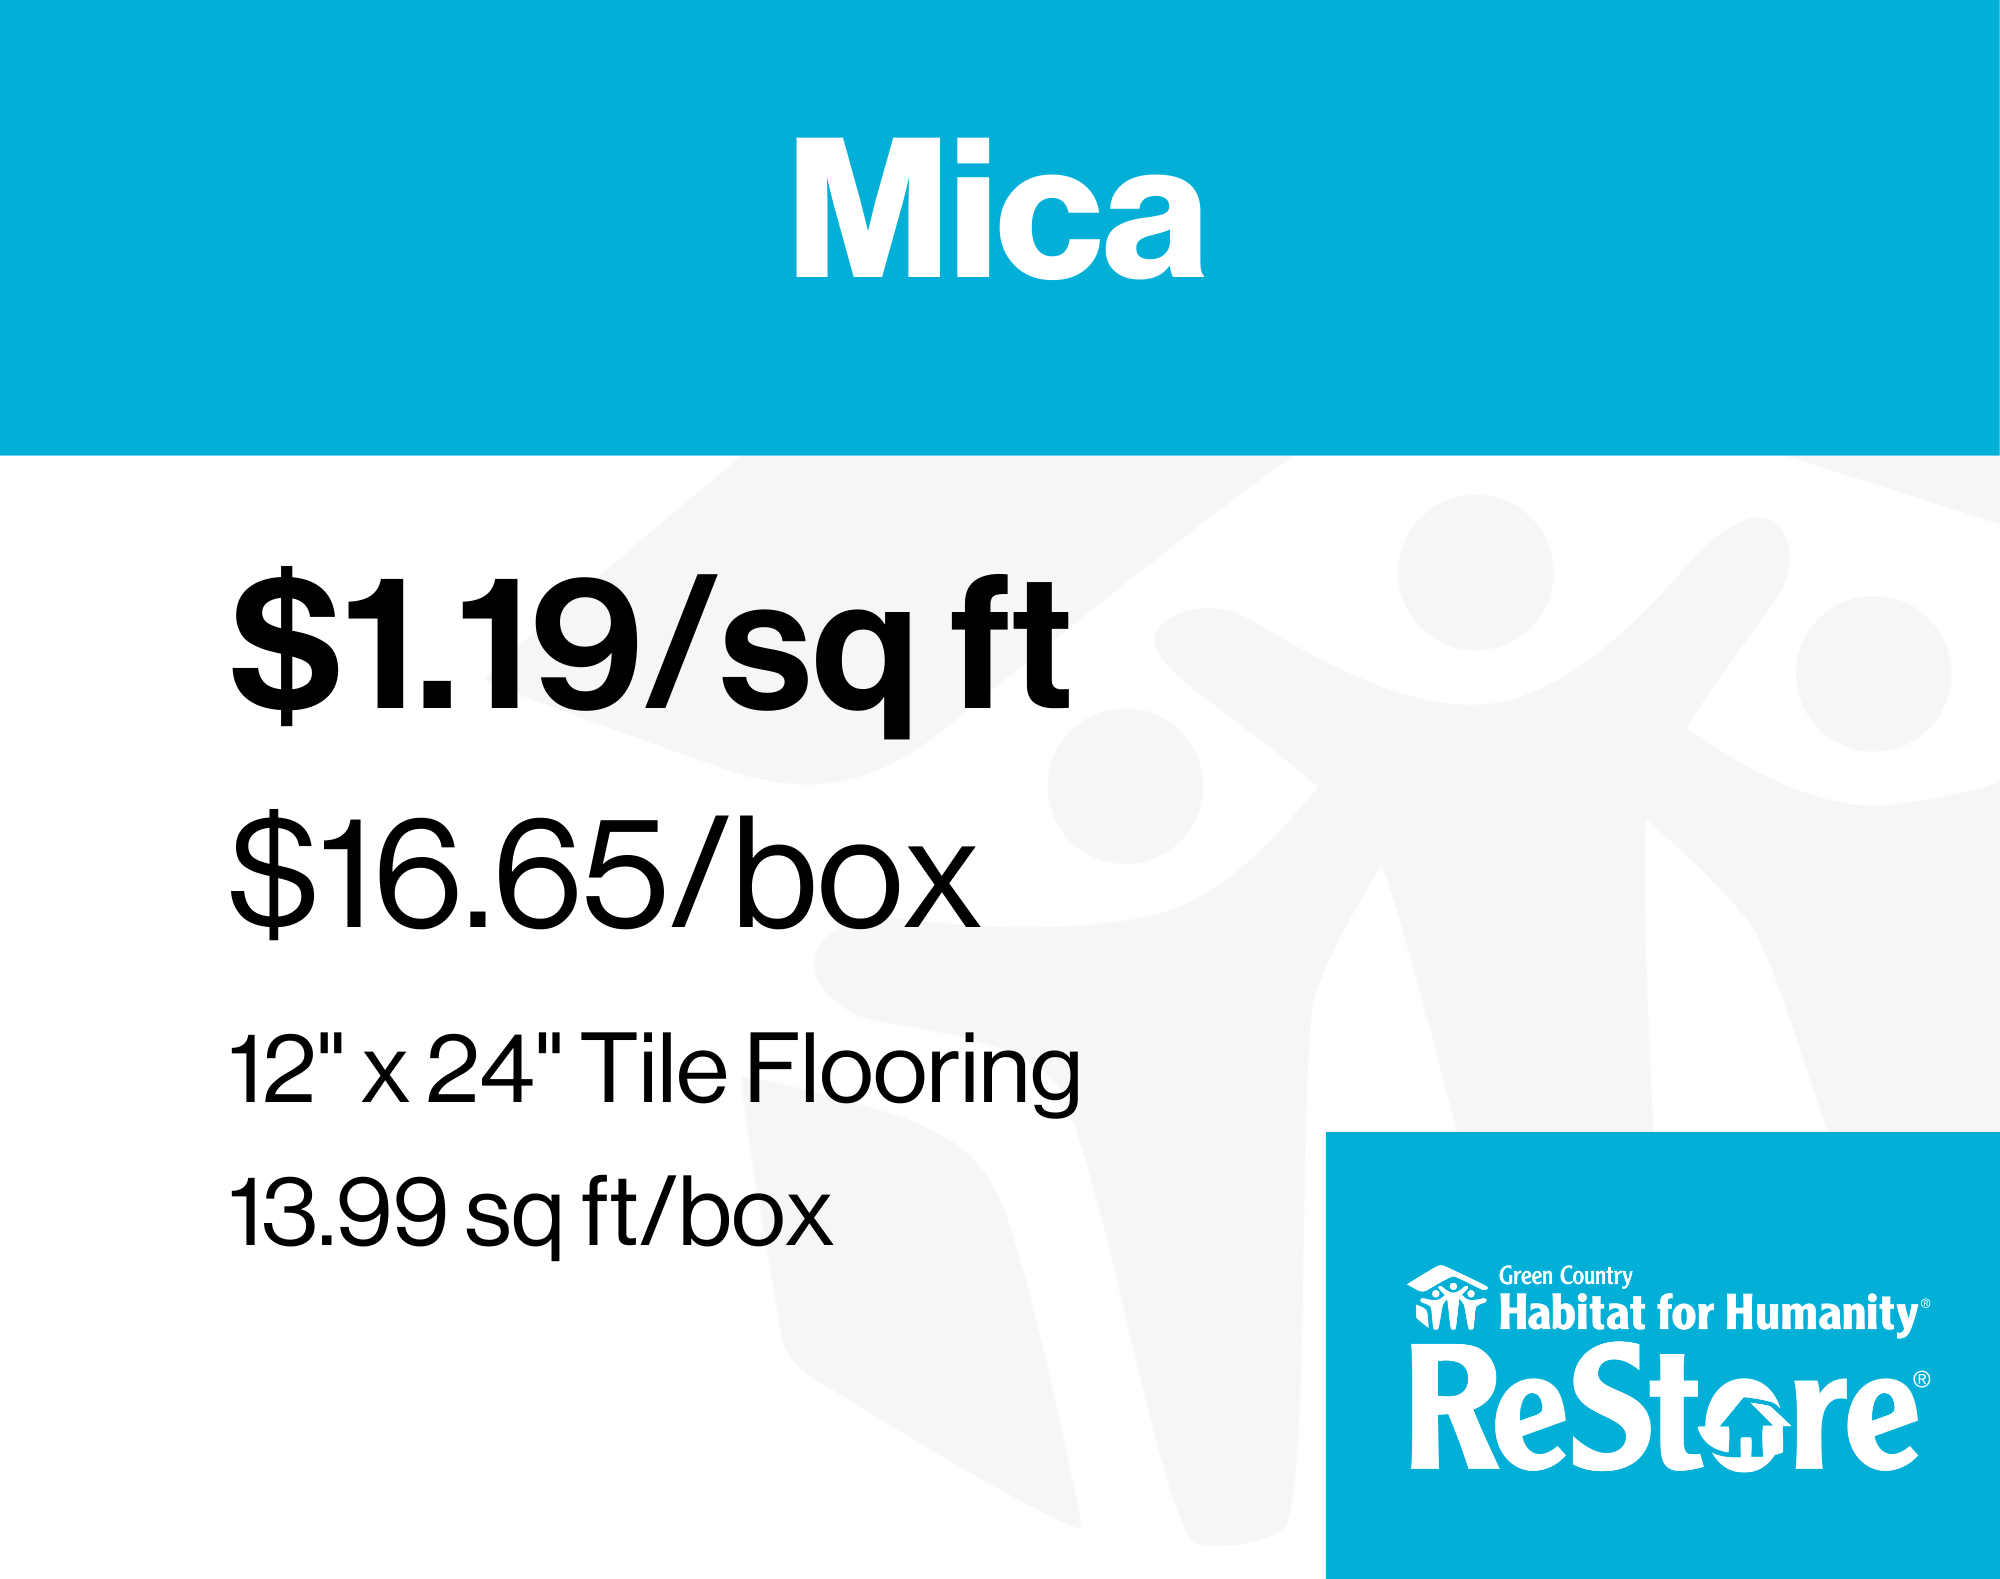 Mica
$1.19/sq ft
$16.65/box
12" x 24" Tile Flooring
13.99 sq ft/box
Green Country
Habitat for Humanity®
ReStore®